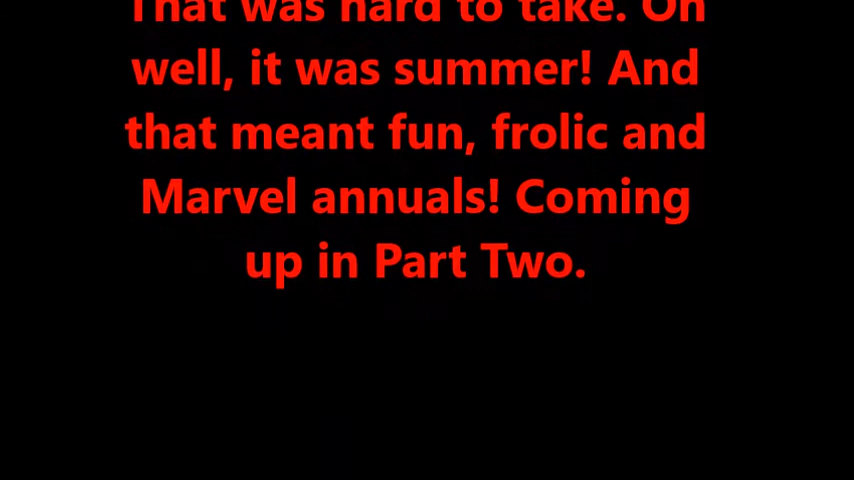 That was hard to take. Oh
well, it was summer! And
that meant fun, frolic and
Marvel annuals! Coming
up in Part Two.